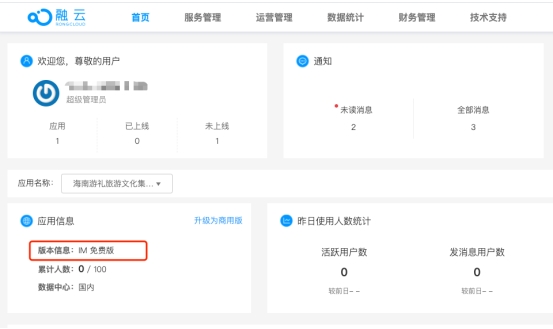 融云
RONGCLOUD
首页 服务管理 运营管理 数据统计 财务管理 技术支持
欢迎您，尊敬的用户
超级管理员
应用 已上线 未上线
1 0 1
通知
未读消息 全部消息
2 3
应用名称： 海南游礼旅游文化集...
应用信息 升级为商用版
版本信息：IM 免费版
累计人数：0 / 100
数据中心：国内
昨日使用人数统计
活跃用户数 发消息用户数
0 0
较前日-- 较前日--